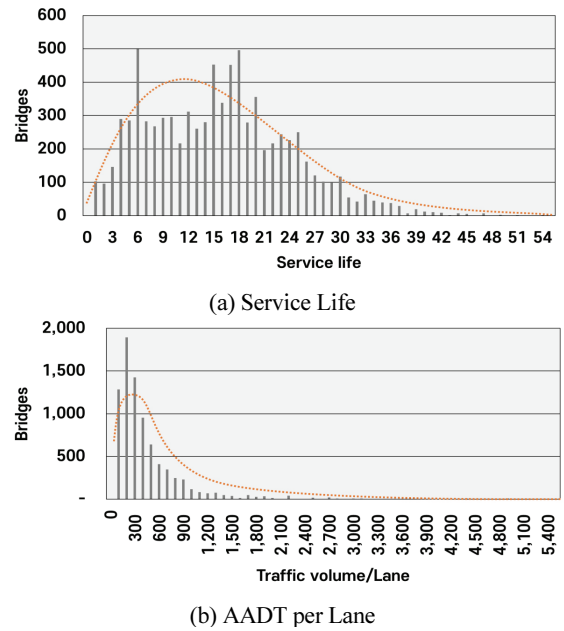 600
500
400
300
200
100
0
Bridges
0 3 6 9 12 15 18 21 24 27 30 33 36 39 42 45 48 51 54
Service life
(a) Service Life
2,000
1,500
1,000
500
-
Bridges
0 300 600 900 1,200 1,500 1,800 2,100 2,400 2,700 3,000 3,300 3,600 3,900 4,200 4,500 4,800 5,100 5,400
Traffic volume/Lane
(b) AADT per Lane